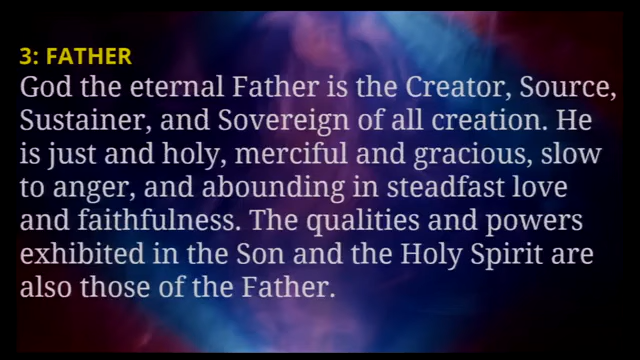 3: FATHER
God the eternal Father is the Creator, Source,
Sustainer, and Sovereign of all creation. He
is just and holy, merciful and gracious, slow
to anger, and abounding in steadfast love
and faithfulness. The qualities and powers
exhibited in the Son and the Holy Spirit are
also those of the Father.